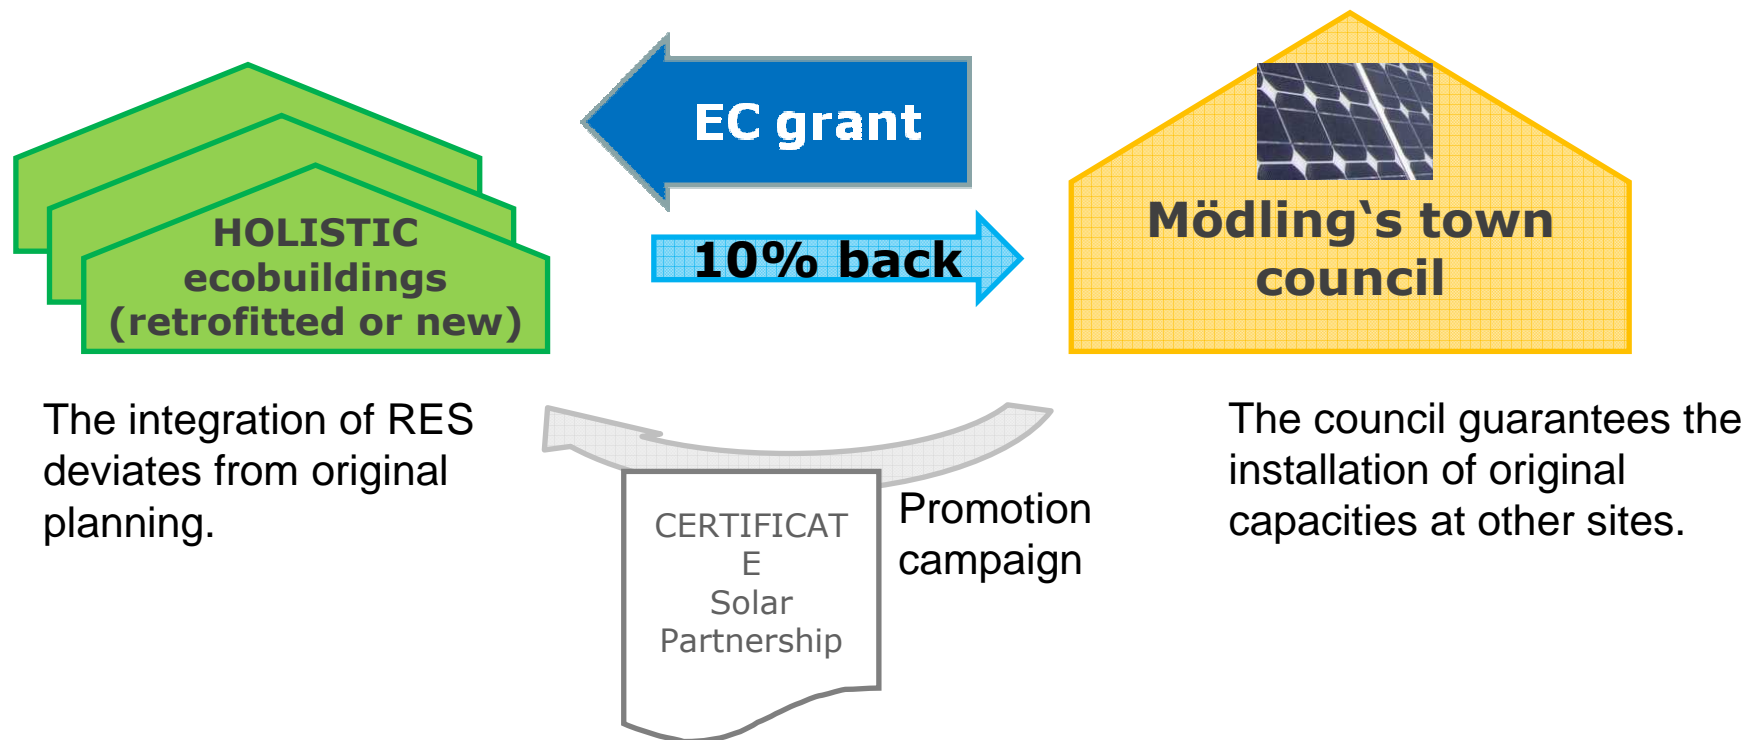 EC grant
10% back
HOLISTIC
ecobuildings
(retrofitted or new)
Mödling‘s town
council
The integration of RES
deviates from original
planning.
CERTIFICAT
E
Solar
Partnership
Promotion
campaign
The council guarantees the
installation of original
capacities at other sites.